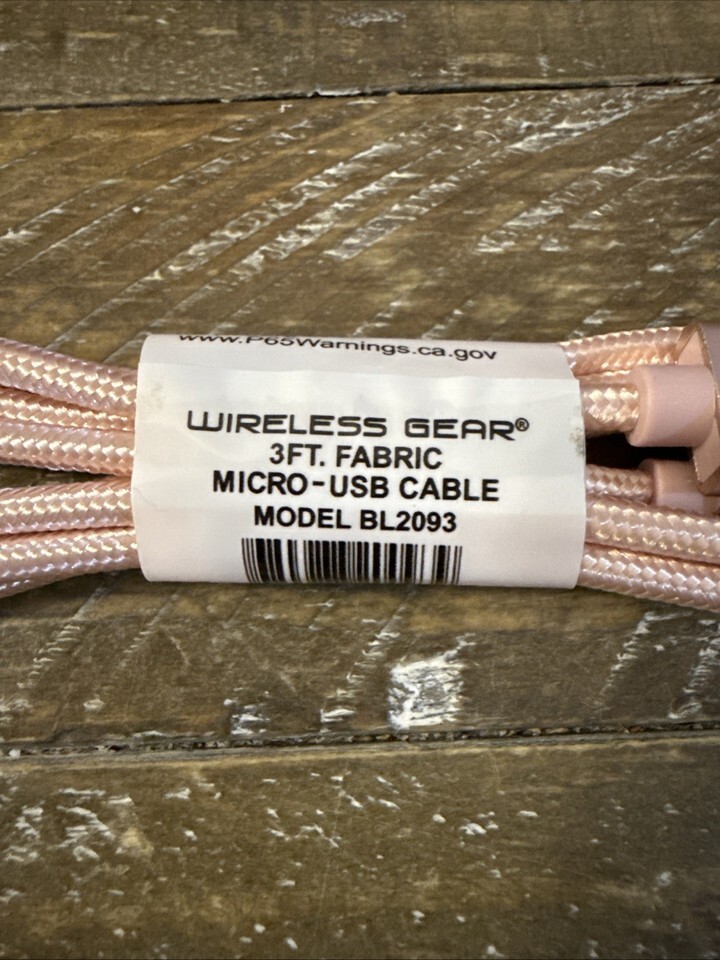 www.P65Warnings.ca.gov
WIRELESS GEAR®
3FT. FABRIC
MICRO-USB CABLE
MODEL BL2093